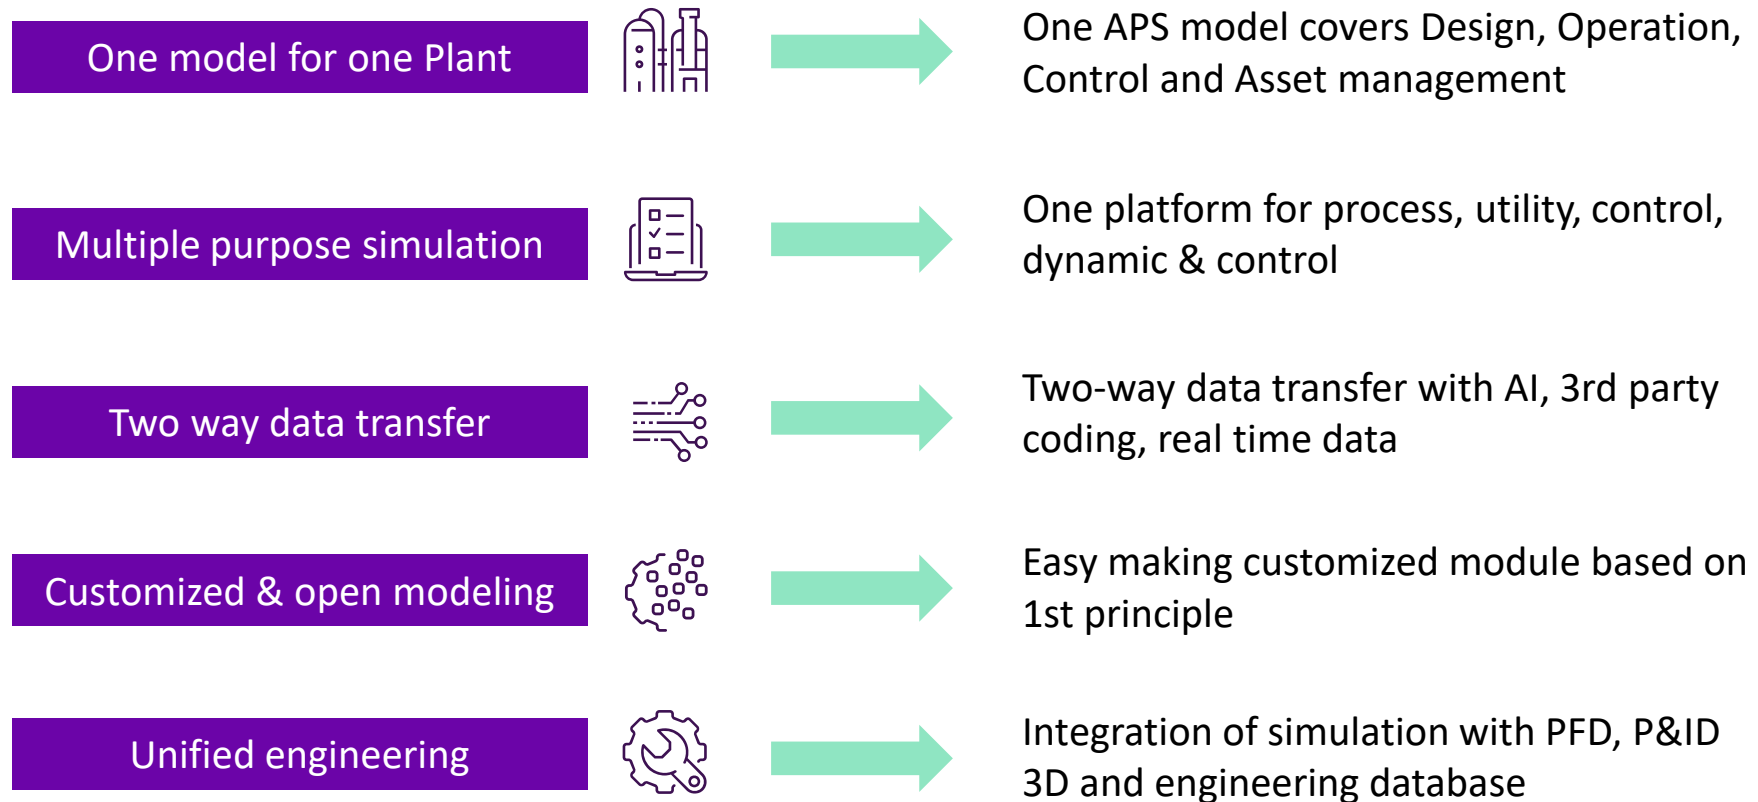 One model for one Plant
One APS model covers Design, Operation,
Control and Asset management
Multiple purpose simulation
One platform for process, utility, control,
dynamic & control
Two way data transfer
Two-way data transfer with AI, 3rd party
coding, real time data
Customized & open modeling
Easy making customized module based on
1st principle
Unified engineering
Integration of simulation with PFD, P&ID
3D and engineering database